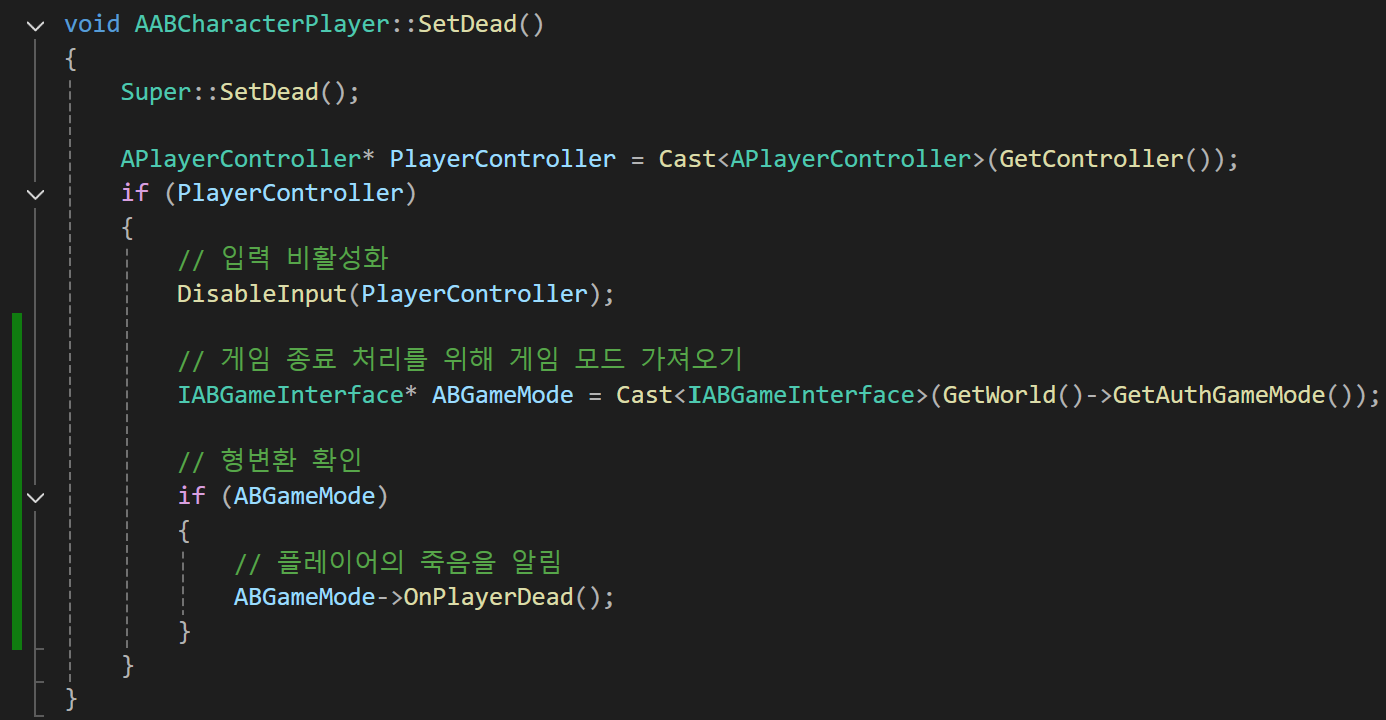 void AABCharacterPlayer::SetDead()
{
    Super::SetDead();

    APlayerController* PlayerController = Cast<APlayerController>(GetController());
    if (PlayerController)
    {
        // 입력 비활성화
        DisableInput(PlayerController);

        // 게임 종료 처리를 위해 게임 모드 가져오기
        IABGameInterface* ABGameMode = Cast<IABGameInterface>(GetWorld()->GetAuthGameMode());

        // 형변환 확인
        if (ABGameMode)
        {
            // 플레이어의 죽음을 알림
            ABGameMode->OnPlayerDead();
        }
    }
}